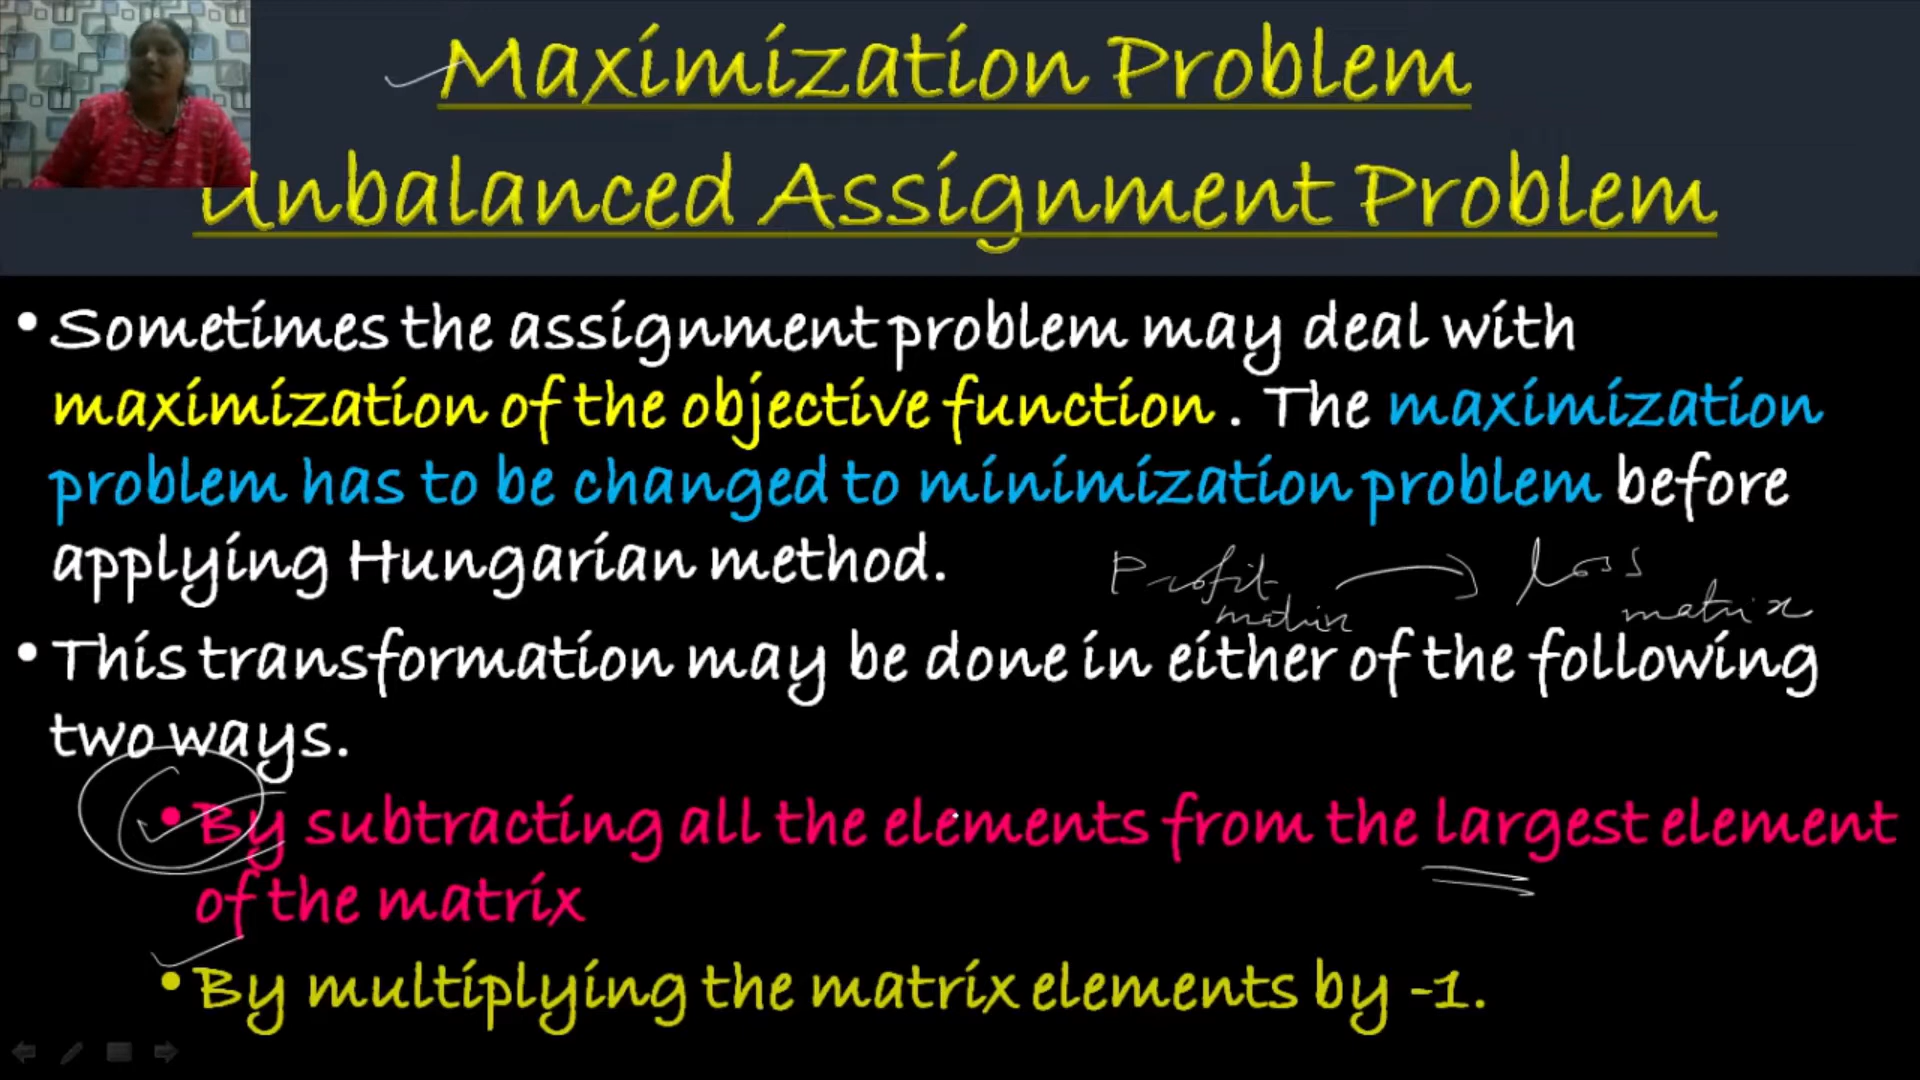 Maximization Problem
Unbalanced Assignment Problem
• Sometimes the assignment problem may deal with
maximization of the objective function . The maximization
problem has to be changed to minimization problem before
applying Hungarian method.
Profit → loss
matrix matrix
• This transformation may be done in either of the following
two ways.
• By subtracting all the elements from the largest element
of the matrix
• By multiplying the matrix elements by -1.